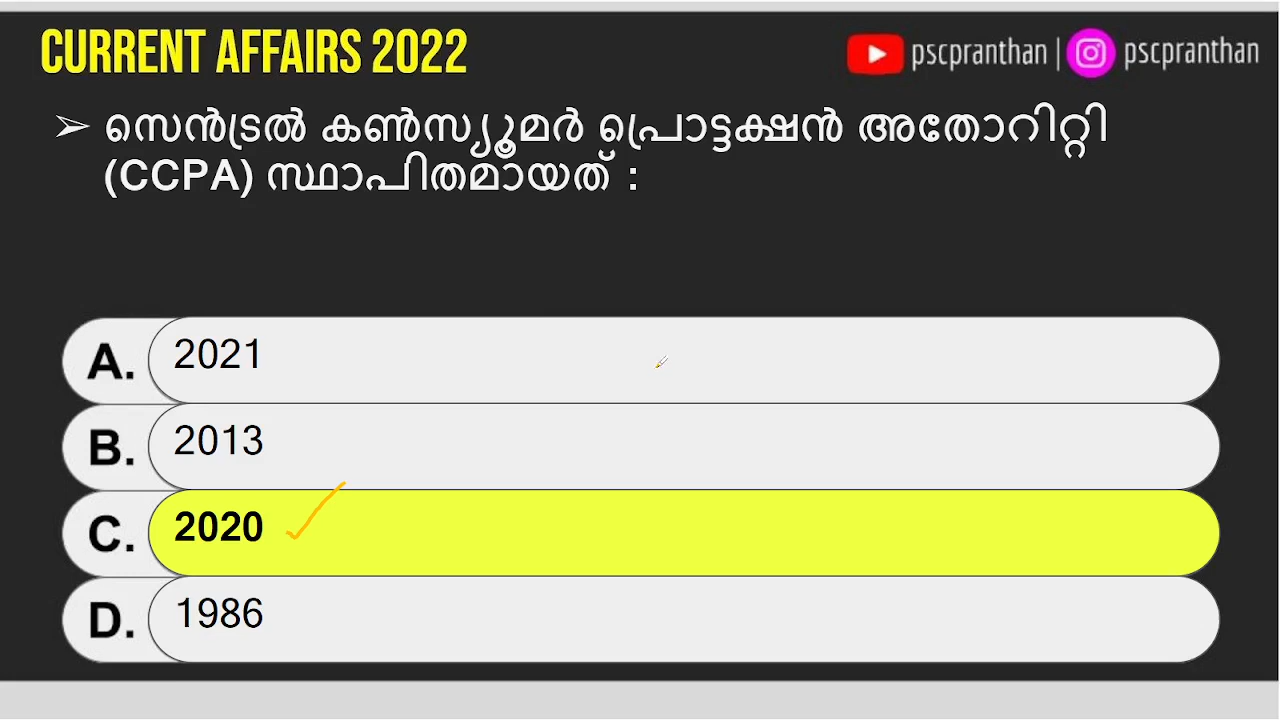 CURRENT AFFAIRS 2022
pscpranthan | pscpranthan
➢ സെൻട്രൽ കൺസ്യൂമർ പ്രൊട്ടക്ഷൻ അതോറിറ്റി
(CCPA) സ്ഥാപിതമായത് :
A. 2021
B. 2013
C. 2020
D. 1986